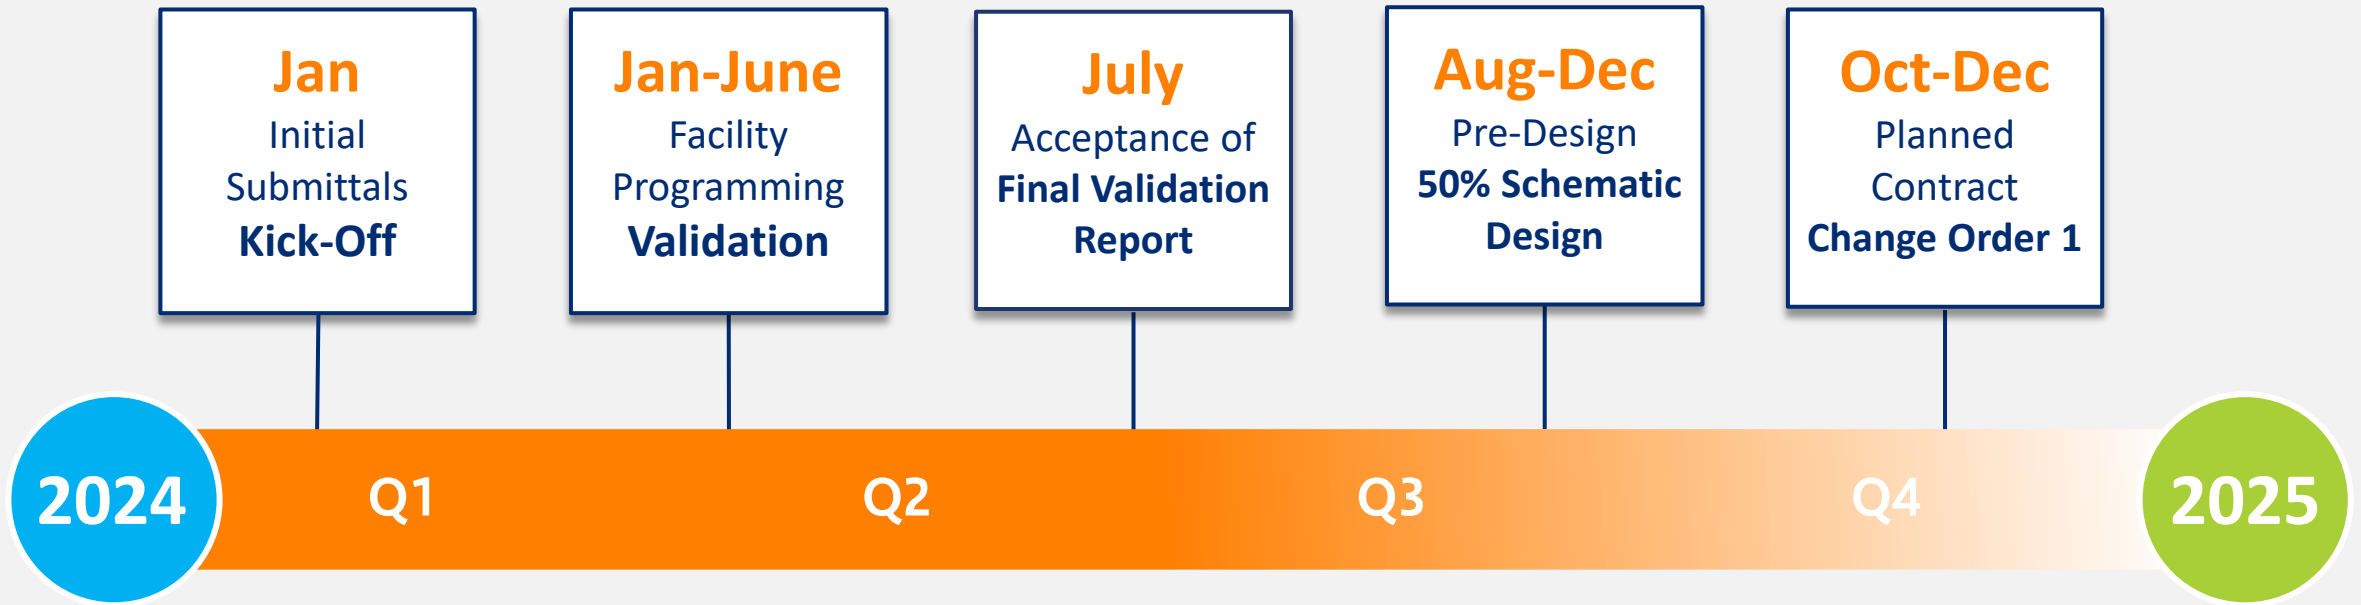 Jan
Initial
Submittals
Kick-Off
Jan-June
Facility
Programming
Validation
July
Acceptance of
Final Validation
Report
Aug-Dec
Pre-Design
50% Schematic
Design
Oct-Dec
Planned
Contract
Change Order 1
2024
Q1
Q2
Q3
Q4
2025